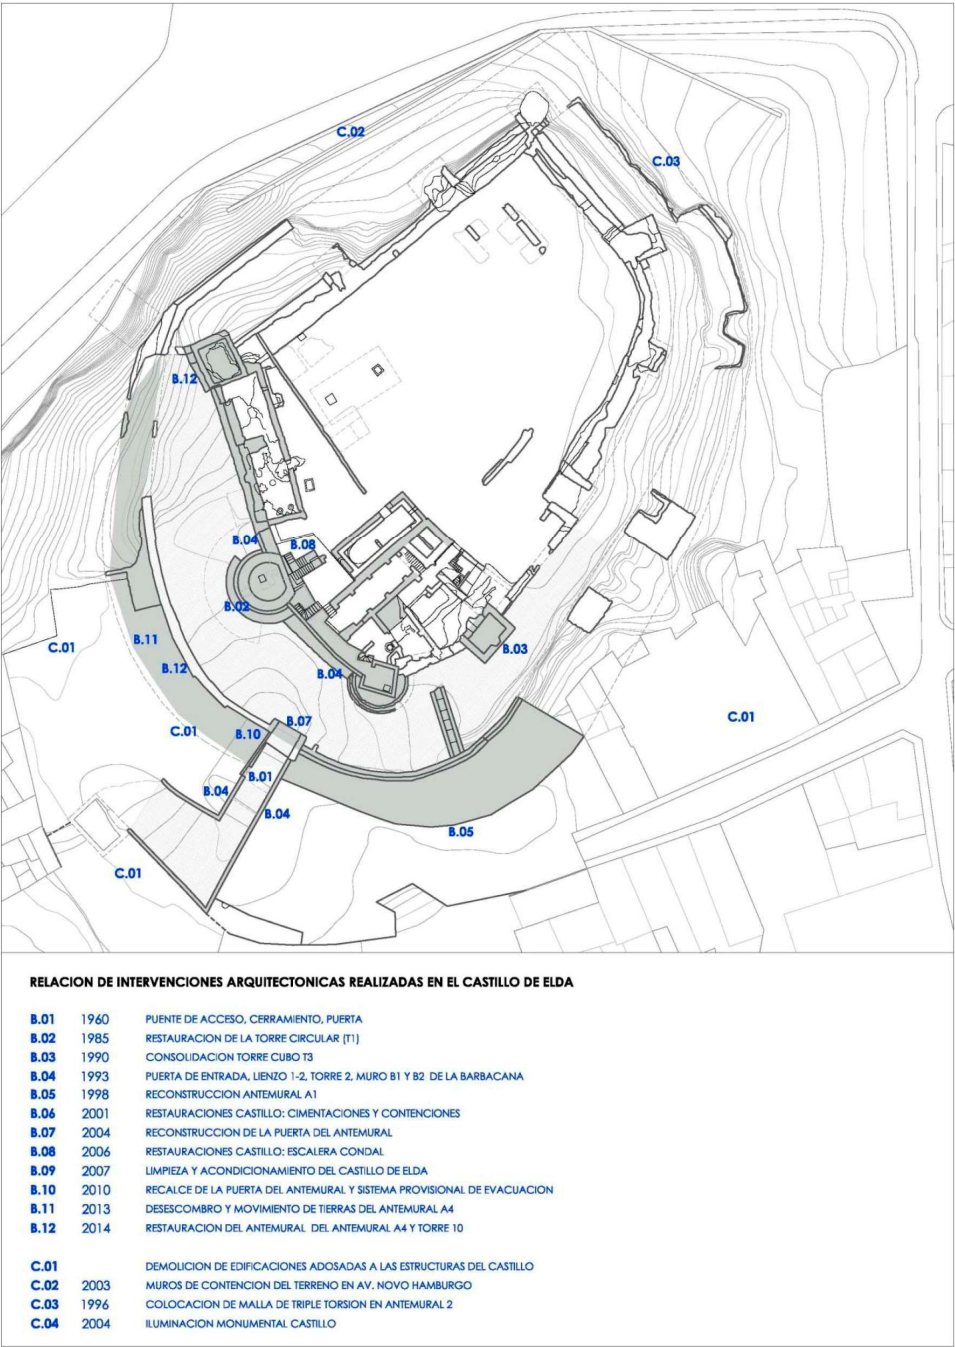 C.02
C.03
B.12
B.04
B.08
B.02
B.11
C.01
B.12
B.04
B.03
C.01
B.07
B.10
C.01
B.01
B.04
B.04
B.05
C.01
RELACION DE INTERVENCIONES ARQUITECTONICAS REALIZADAS EN EL CASTILLO DE ELDA
B.01 1960 PUENTE DE ACCESO, CERRAMIENTO, PUERTA
B.02 1985 RESTAURACION DE LA TORRE CIRCULAR (T1)
B.03 1990 CONSOLIDACION TORRE CUBO T3
B.04 1993 PUERTA DE ENTRADA, LIENZO 1-2, TORRE 2, MURO B1 Y B2 DE LA BARBACANA
B.05 1998 RECONSTRUCCION ANTEMURAL A1
B.06 2001 RESTAURACIONES CASTILLO: CIMENTACIONES Y CONTENCIONES
B.07 2004 RECONSTRUCCION DE LA PUERTA DEL ANTEMURAL
B.08 2006 RESTAURACIONES CASTILLO: ESCALERA CONDAL
B.09 2007 LIMPIEZA Y ACONDICIONAMIENTO DEL CASTILLO DE ELDA
B.10 2010 RECALCE DE LA PUERTA DEL ANTEMURAL Y SISTEMA PROVISIONAL DE EVACUACION
B.11 2013 DESESCOMBRO Y MOVIMIENTO DE TIERRAS DEL ANTEMURAL A4
B.12 2014 RESTAURACION DEL ANTEMURAL DEL ANTEMURAL A4 Y TORRE 10
C.01 DEMOLICION DE EDIFICACIONES ADOSADAS A LAS ESTRUCTURAS DEL CASTILLO
C.02 2003 MUROS DE CONTENCION DEL TERRENO EN AV. NOVO HAMBURGO
C.03 1996 COLOCACION DE MALLA DE TRIPLE TORSION EN ANTEMURAL 2
C.04 2004 ILUMINACION MONUMENTAL CASTILLO